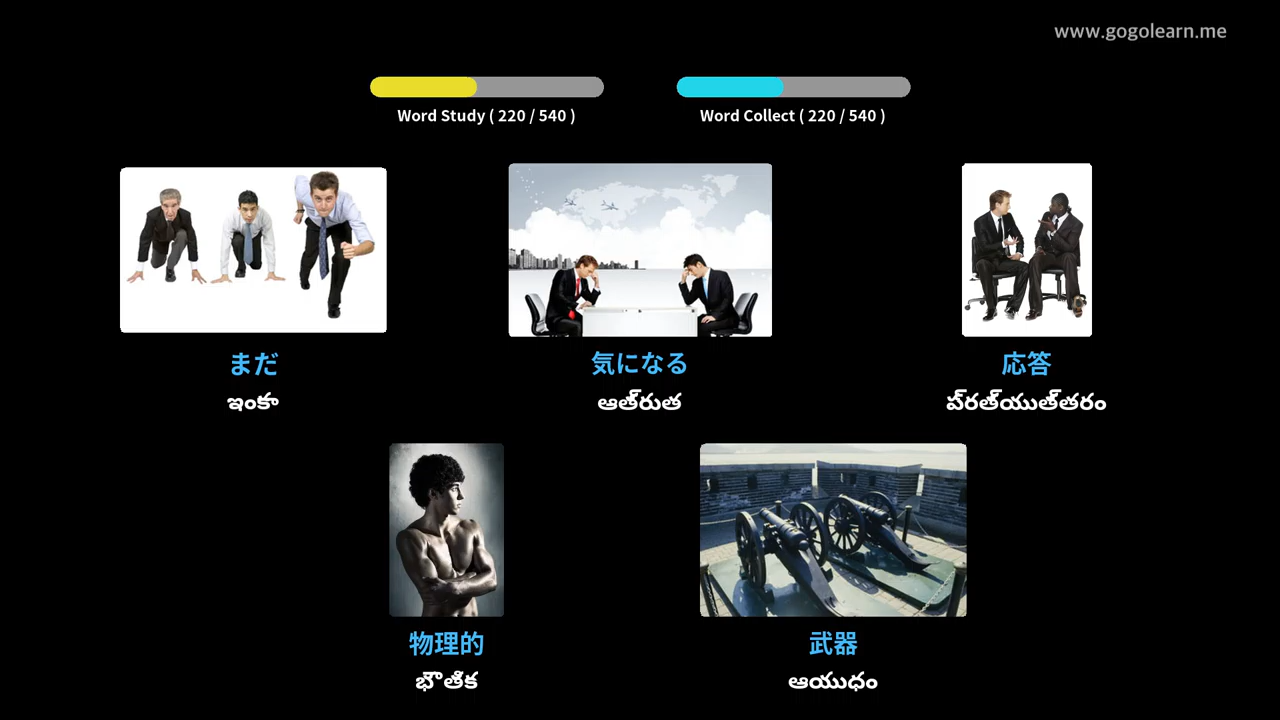 www.gogolearn.me
Word Study ( 220 / 540 )
Word Collect ( 220 / 540 )
まだ
気になる
応答
ఇంకా
ఆత్రుత
ప్రత్యుత్తరం
物理的
武器
భౌతిక
ఆయుధం